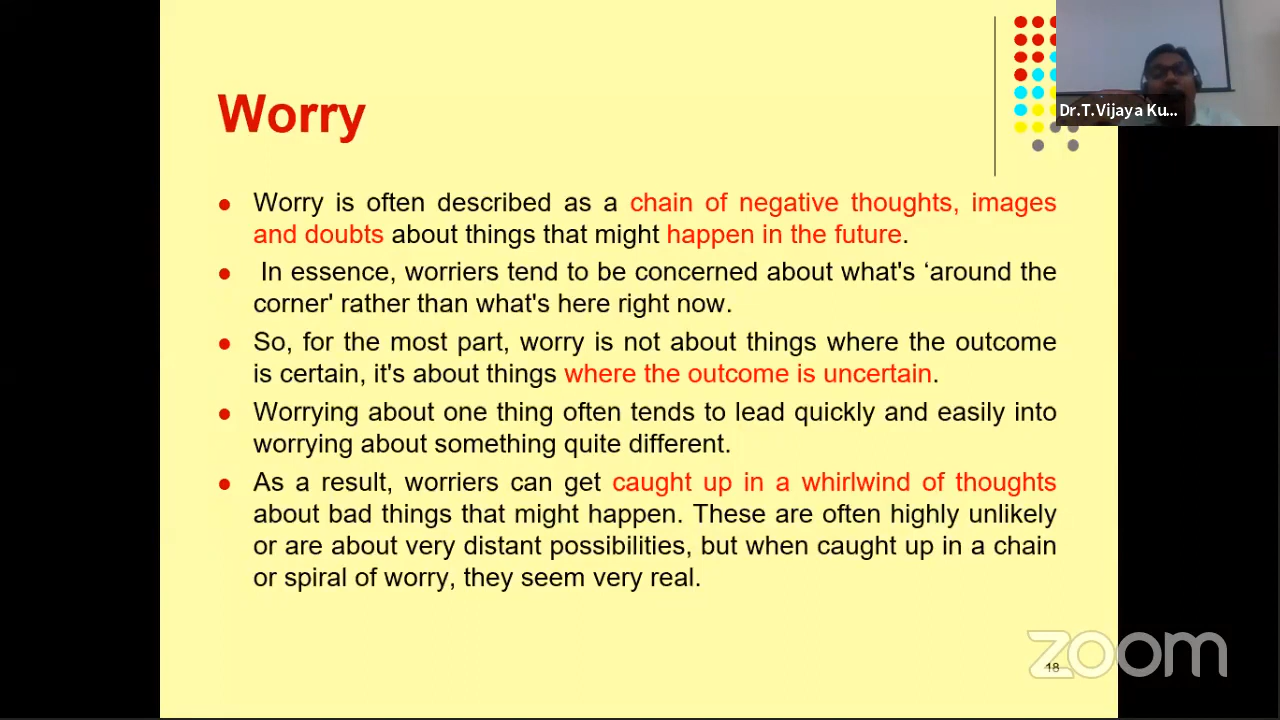 Dr.T.Vijaya Ku...
Worry
Worry is often described as a chain of negative thoughts, images
and doubts about things that might happen in the future.
In essence, worriers tend to be concerned about what's ‘around the
corner' rather than what's here right now.
So, for the most part, worry is not about things where the outcome
is certain, it's about things where the outcome is uncertain.
Worrying about one thing often tends to lead quickly and easily into
worrying about something quite different.
As a result, worriers can get caught up in a whirlwind of thoughts
about bad things that might happen. These are often highly unlikely
or are about very distant possibilities, but when caught up in a chain
or spiral of worry, they seem very real.
zoom
18